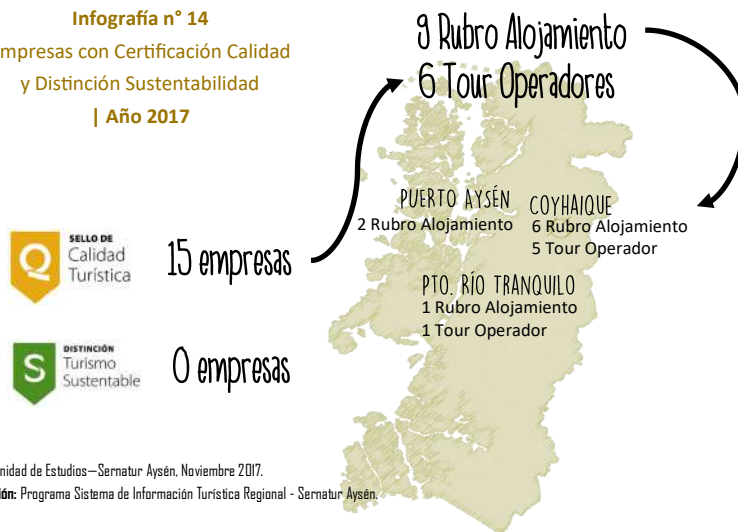 Infografía n° 14
mpresas con Certificación Calidad
y Distinción Sustentabilidad
| Año 2017
9 Rubro Alojamiento
6 Tour Operadores
PUERTO AYSÉN
2 Rubro Alojamiento
COYHAIQUE
6 Rubro Alojamiento
5 Tour Operador
PTO. RÍO TRANQUILO
1 Rubro Alojamiento
1 Tour Operador
Q
SELLO DE
Calidad
Turística
15 empresas
S
DISTINCIÓN
Turismo
Sustentable
0 empresas
nidad de Estudios—Sernatur Aysén, Noviembre 2017.
ión: Programa Sistema de Información Turística Regional - Sernatur Aysén.